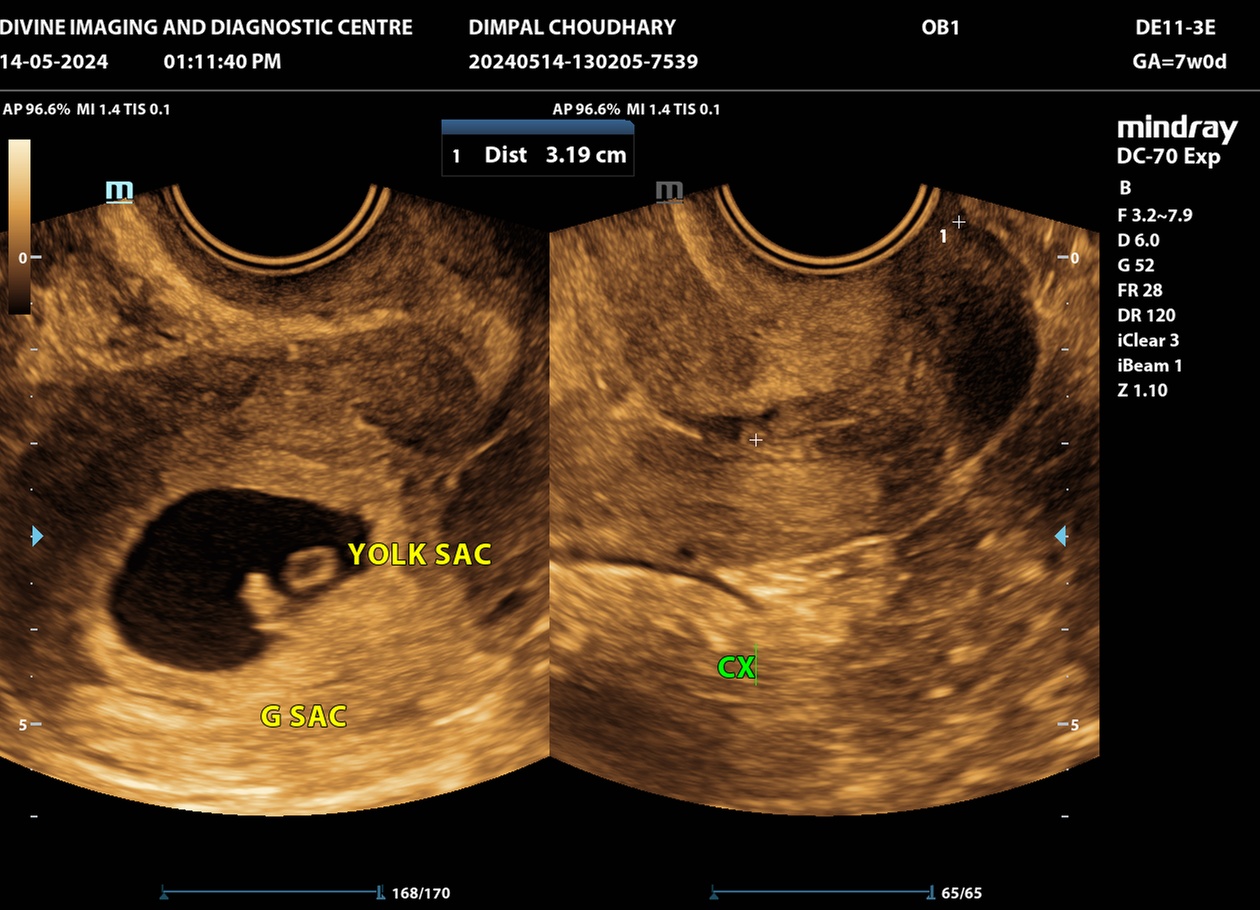 DIVINE IMAGING AND DIAGNOSTIC CENTRE DIMPAL CHOUDHARY OB1 DE11-3E
14-05-2024 01:11:40 PM 20240514-130205-7539 GA=7w0d
AP 96.6% MI 1.4 TIS 0.1 AP 96.6% MI 1.4 TIS 0.1
mindray
DC-70 Exp
1 Dist 3.19 cm
m m
B
F 3.2~7.9
D 6.0
G 52
FR 28
DR 120
iClear 3
iBeam 1
Z 1.10
1
0 0
YOLK SAC
CX
G SAC
5 5
168/170 65/65